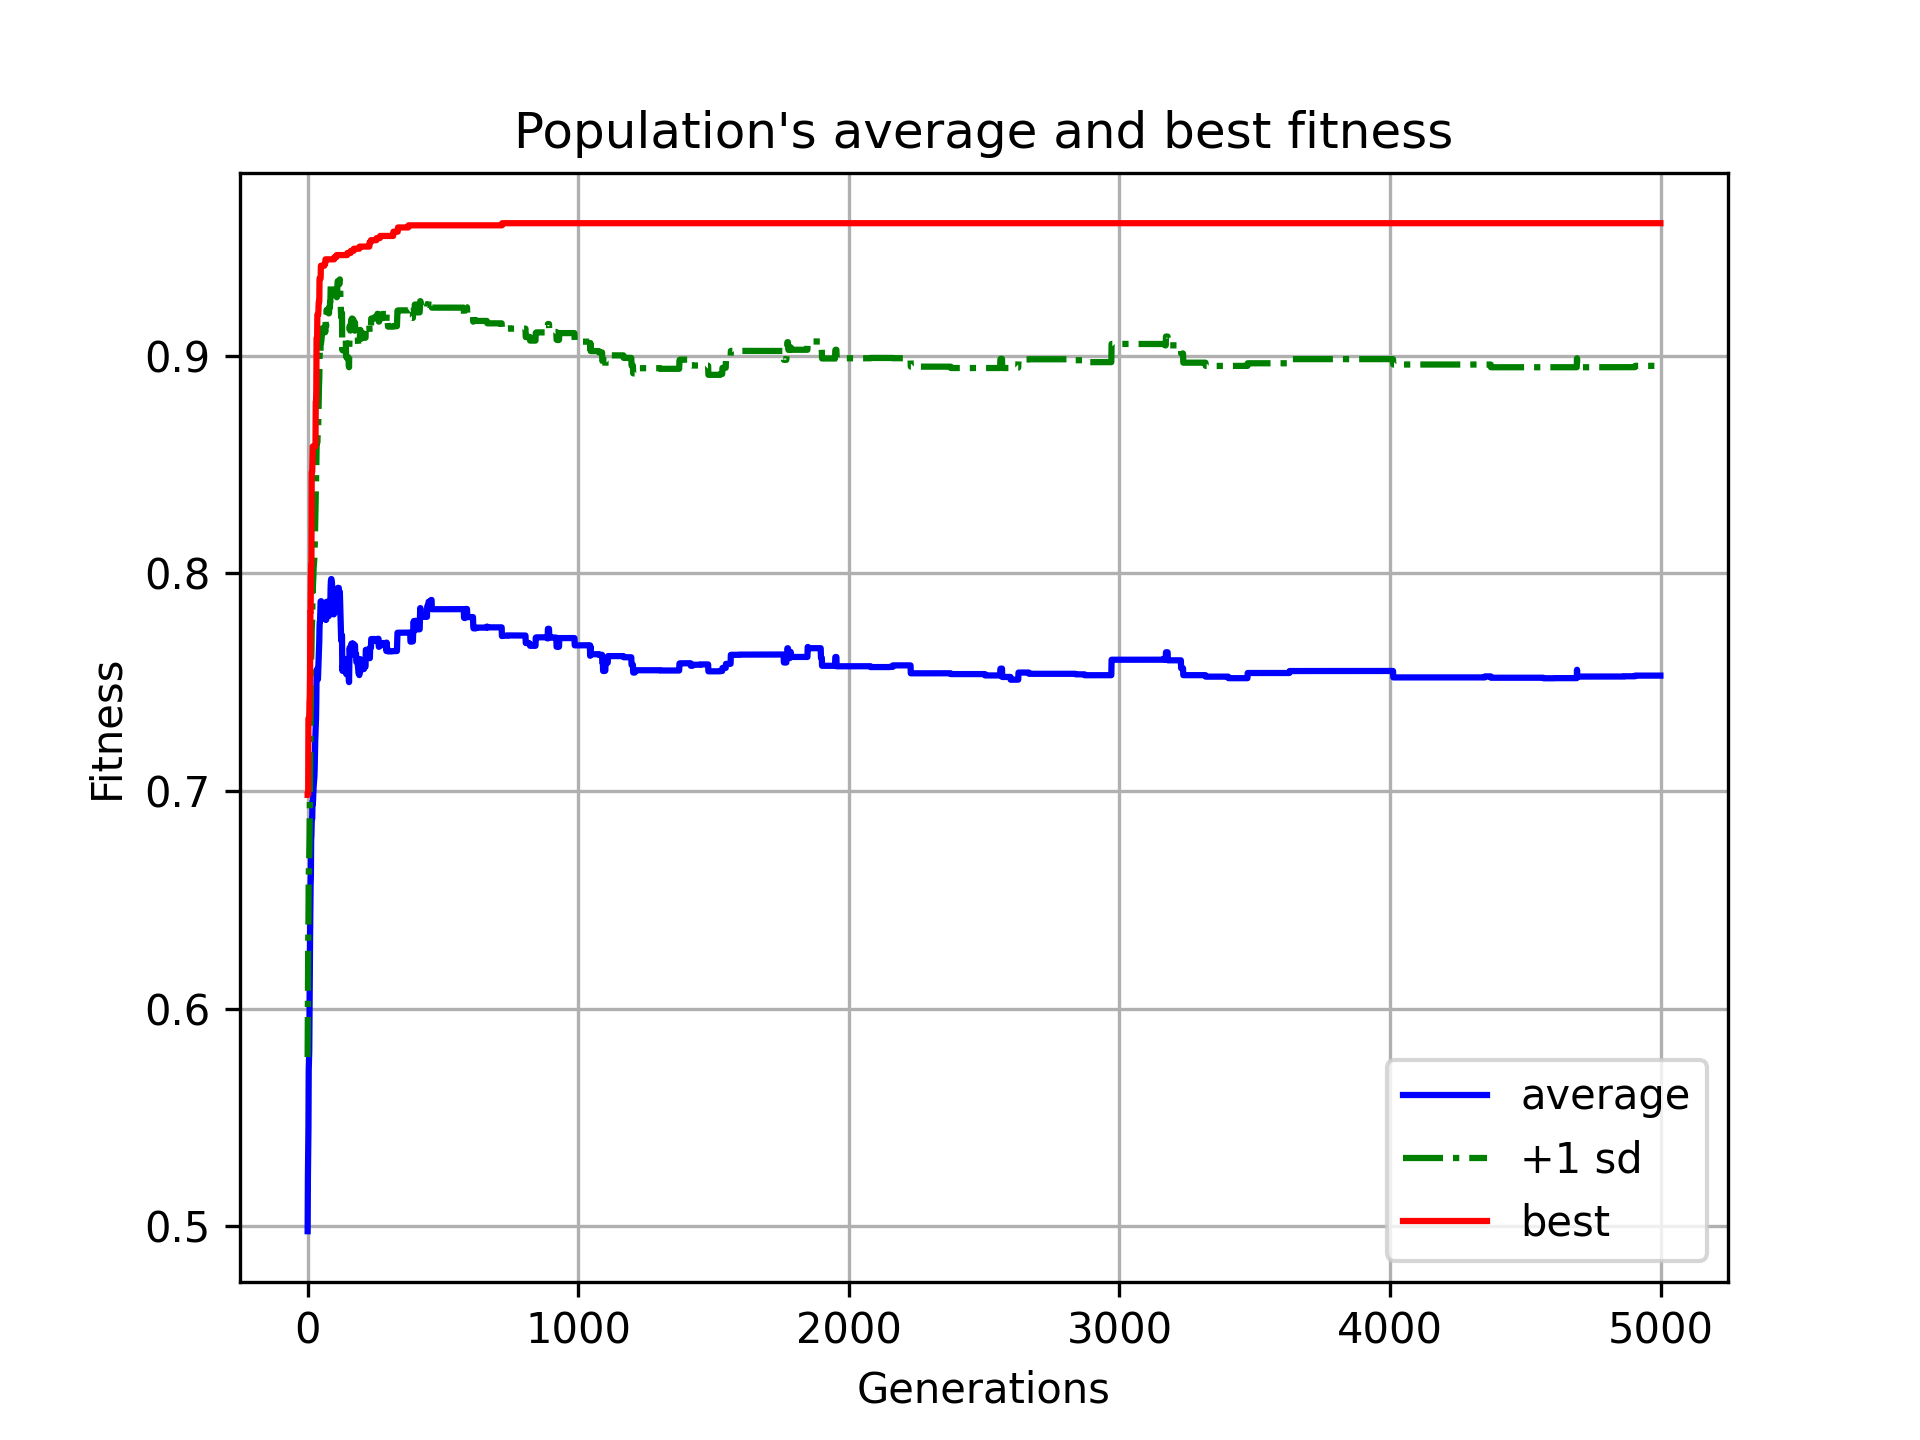 Population's average and best fitness
Fitness
0.9
0.8
0.7
0.6
0.5
average
+1 sd
best
0 1000 2000 3000 4000 5000
Generations